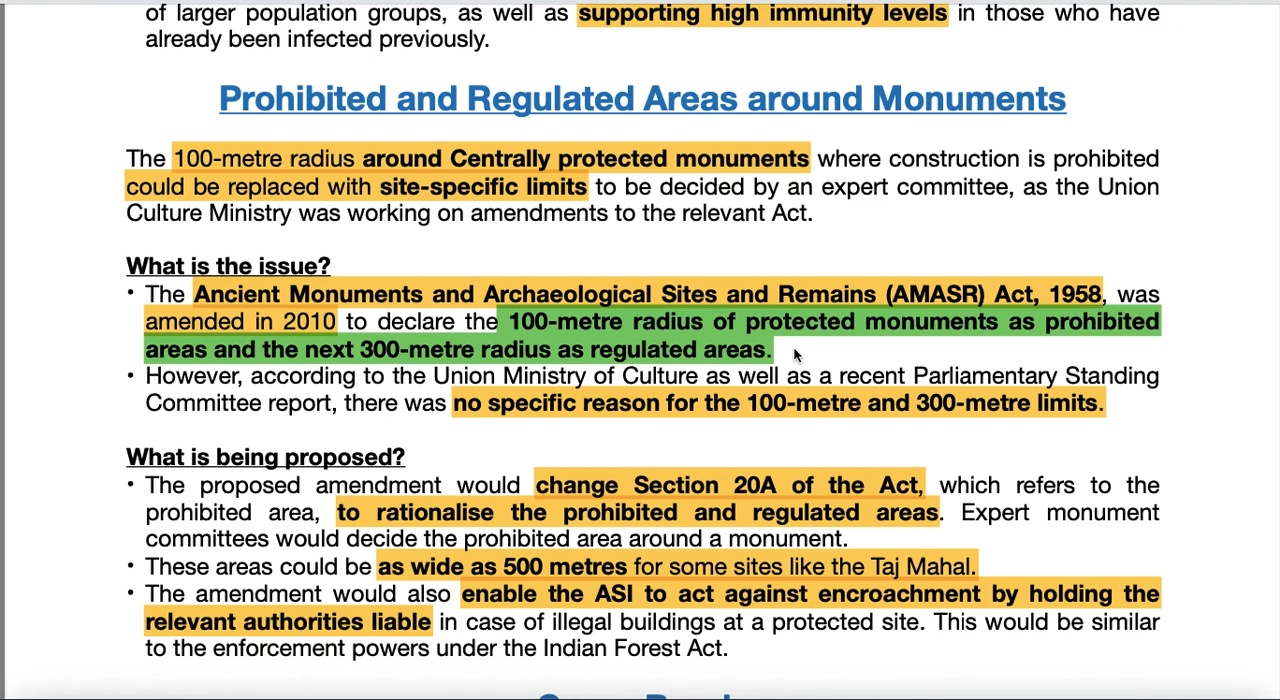 of larger population groups, as well as supporting high immunity levels in those who have
already been infected previously.
Prohibited and Regulated Areas around Monuments
The 100-metre radius around Centrally protected monuments where construction is prohibited
could be replaced with site-specific limits to be decided by an expert committee, as the Union
Culture Ministry was working on amendments to the relevant Act.
What is the issue?
• The Ancient Monuments and Archaeological Sites and Remains (AMASR) Act, 1958, was
amended in 2010 to declare the 100-metre radius of protected monuments as prohibited
areas and the next 300-metre radius as regulated areas.
• However, according to the Union Ministry of Culture as well as a recent Parliamentary Standing
Committee report, there was no specific reason for the 100-metre and 300-metre limits.
What is being proposed?
• The proposed amendment would change Section 20A of the Act, which refers to the
prohibited area, to rationalise the prohibited and regulated areas. Expert monument
committees would decide the prohibited area around a monument.
• These areas could be as wide as 500 metres for some sites like the Taj Mahal.
• The amendment would also enable the ASI to act against encroachment by holding the
relevant authorities liable in case of illegal buildings at a protected site. This would be similar
to the enforcement powers under the Indian Forest Act.